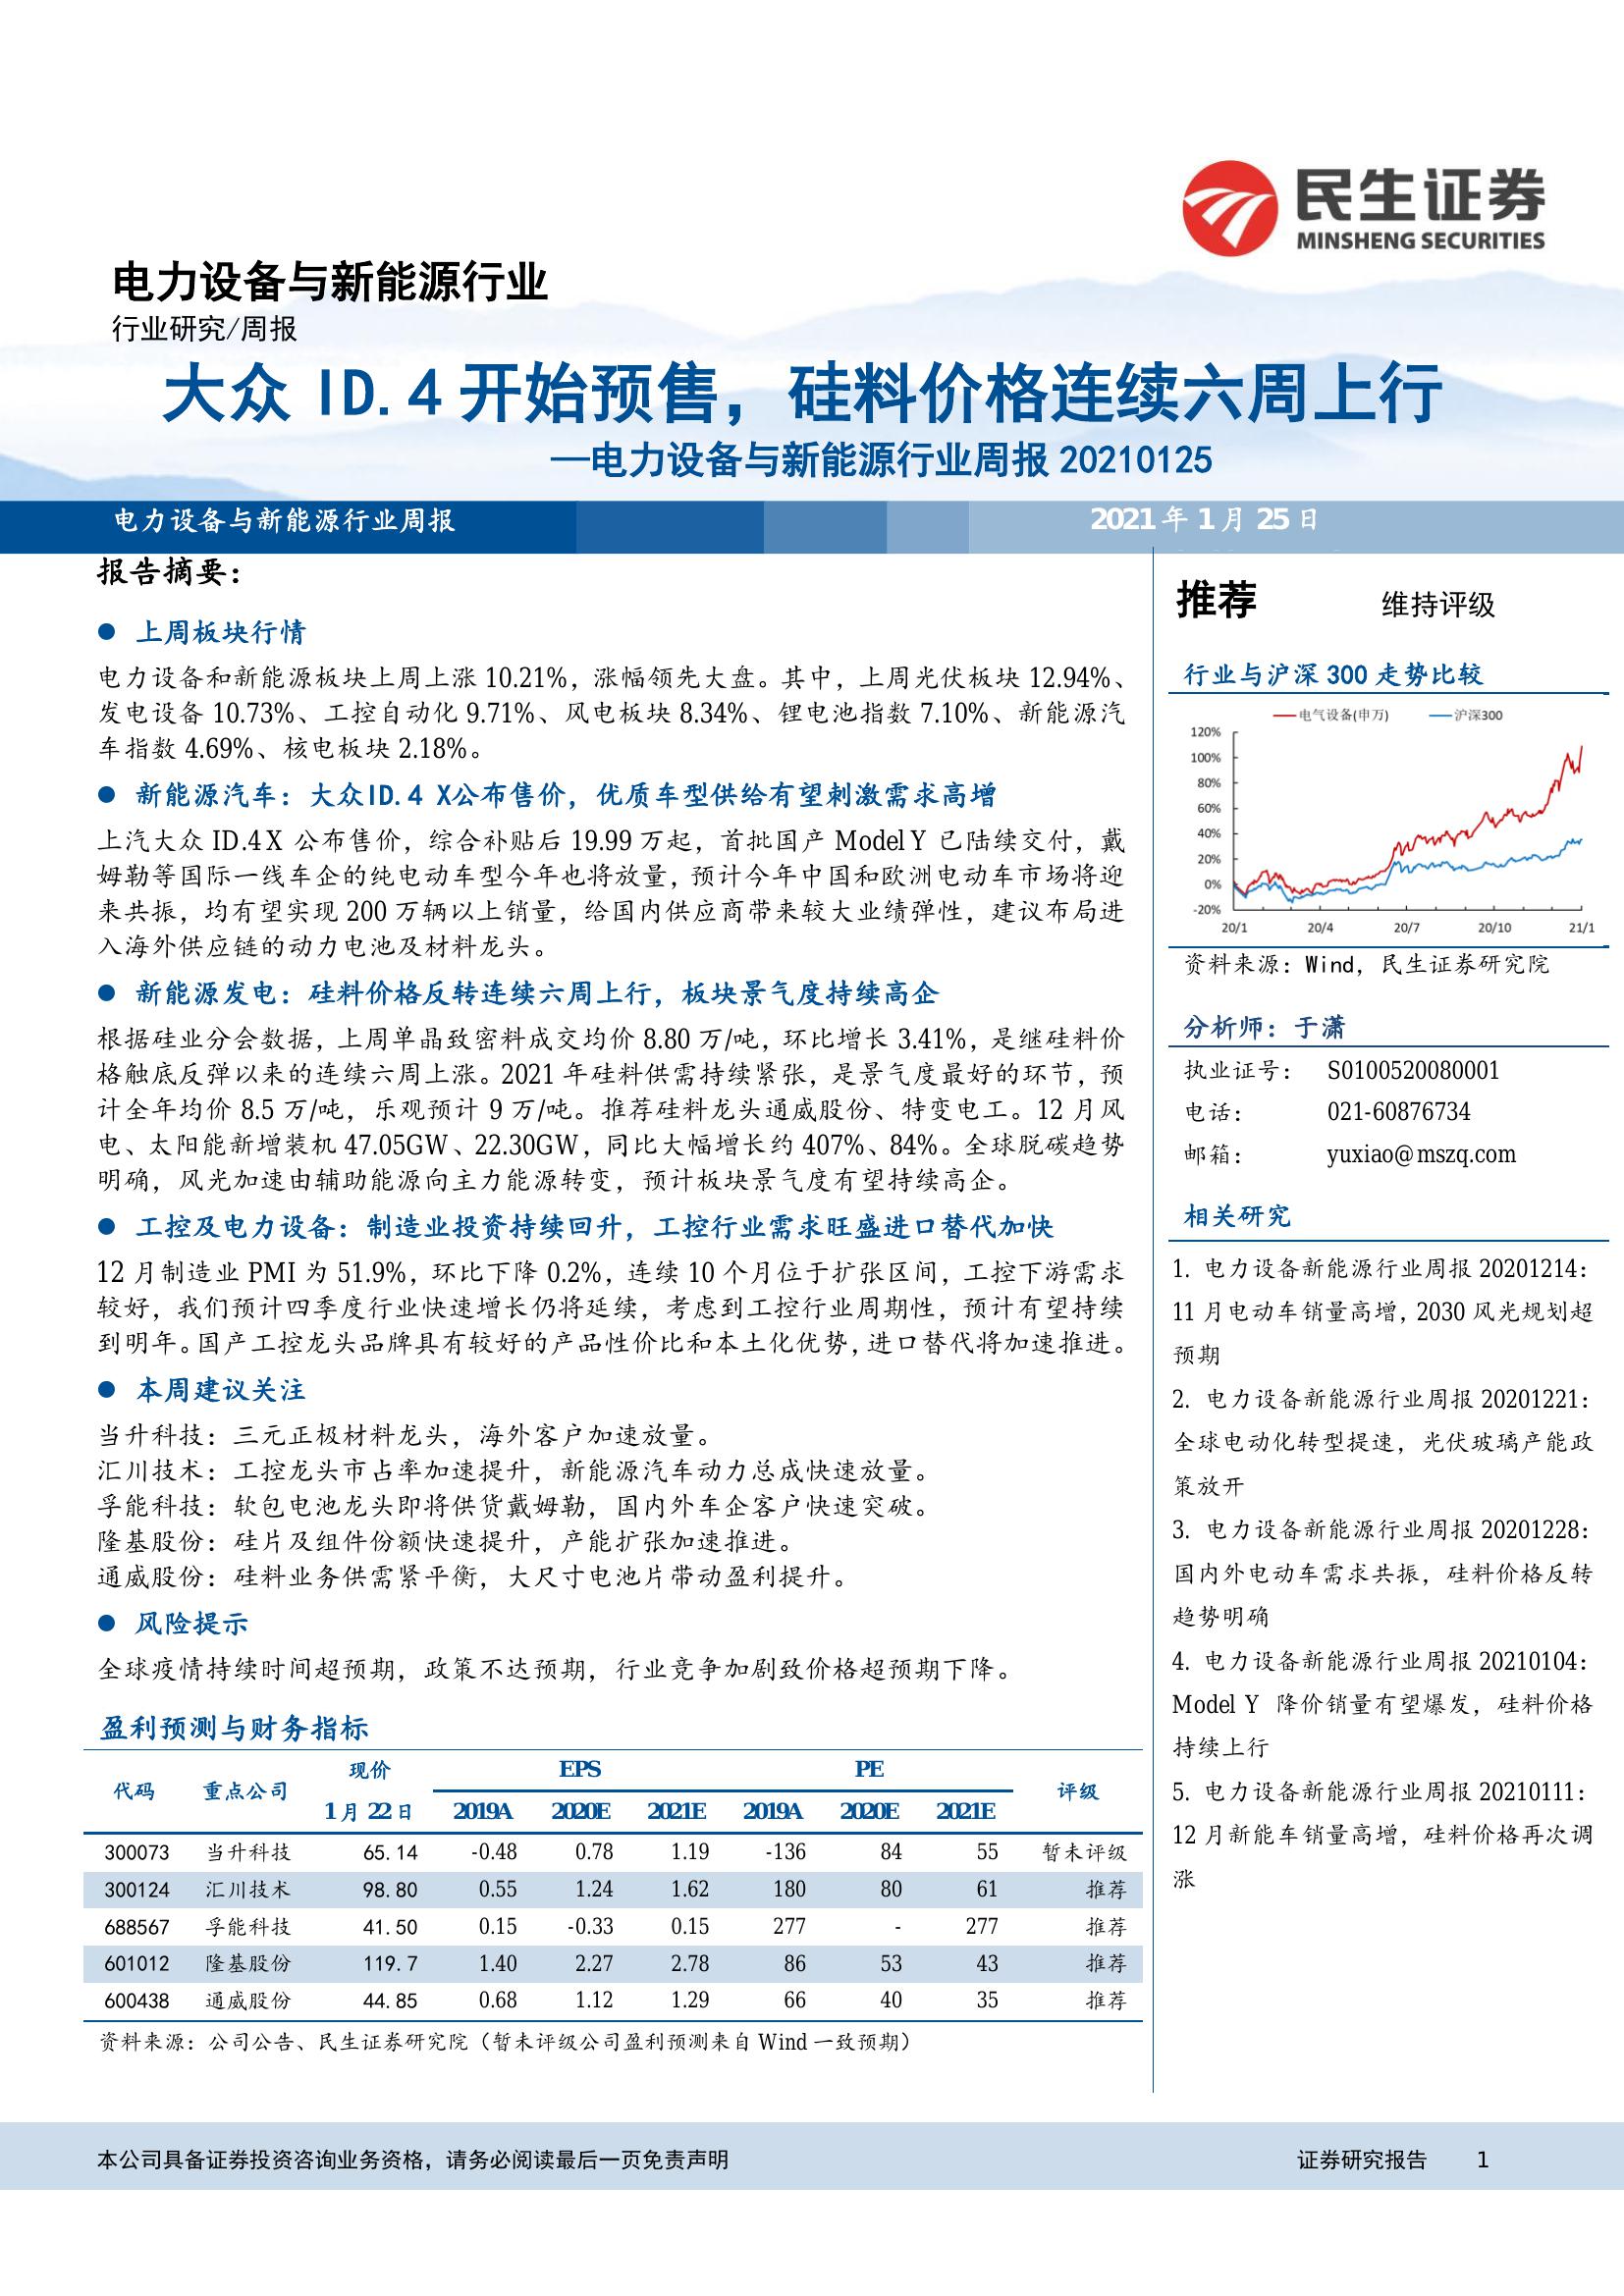 民生证券
MINSHENG SECURITIES
电力设备与新能源行业
行业研究/周报
大众 ID.4 开始预售，硅料价格连续六周上行
—电力设备与新能源行业周报 20210125
电力设备与新能源行业周报
2021 年 1 月 25 日
报告摘要：
● 上周板块行情
电力设备和新能源板块上周上涨 10.21%，涨幅领先大盘。其中，上周光伏板块 12.94%、
发电设备 10.73%、工控自动化 9.71%、风电板块 8.34%、锂电池指数 7.10%、新能源汽
车指数 4.69%、核电板块 2.18%。
● 新能源汽车：大众ID.4 X公布售价，优质车型供给有望刺激需求高增
上汽大众 ID.4 X 公布售价，综合补贴后 19.99 万起，首批国产 Model Y 已陆续交付，戴
姆勒等国际一线车企的纯电动车型今年也将放量，预计今年中国和欧洲电动车市场将迎
来共振，均有望实现 200 万辆以上销量，给国内供应商带来较大业绩弹性，建议布局进
入海外供应链的动力电池及材料龙头。
● 新能源发电：硅料价格反转连续六周上行，板块景气度持续高企
根据硅业分会数据，上周单晶致密料成交均价 8.80 万/吨，环比增长 3.41%，是继硅料价
格触底反弹以来的连续六周上涨。2021 年硅料供需持续紧张，是景气度最好的环节，预
计全年均价 8.5 万/吨，乐观预计 9 万/吨。推荐硅料龙头通威股份、特变电工。12 月风
电、太阳能新增装机 47.05GW、22.30GW，同比大幅增长约 407%、84%。全球脱碳趋势
明确，风光加速由辅助能源向主力能源转变，预计板块景气度有望持续高企。
● 工控及电力设备：制造业投资持续回升，工控行业需求旺盛进口替代加快
12 月制造业 PMI 为 51.9%，环比下降 0.2%，连续 10 个月位于扩张区间，工控下游需求
较好，我们预计四季度行业快速增长仍将延续，考虑到工控行业周期性，预计有望持续
到明年。国产工控龙头品牌具有较好的产品性价比和本土化优势，进口替代将加速推进。
● 本周建议关注
当升科技：三元正极材料龙头，海外客户加速放量。
汇川技术：工控龙头市占率加速提升，新能源汽车动力总成快速放量。
孚能科技：软包电池龙头即将供货戴姆勒，国内外车企客户快速突破。
隆基股份：硅片及组件份额快速提升，产能扩张加速推进。
通威股份：硅料业务供需紧平衡，大尺寸电池片带动盈利提升。
● 风险提示
全球疫情持续时间超预期，政策不达预期，行业竞争加剧致价格超预期下降。
盈利预测与财务指标
代码 重点公司 现价 EPS PE 评级
1 月 22 日 2019A 2020E 2021E 2019A 2020E 2021E
300073 当升科技 65.14 -0.48 0.78 1.19 -136 84 55 暂未评级
300124 汇川技术 98.80 0.55 1.24 1.62 180 80 61 推荐
688567 孚能科技 41.50 0.15 -0.33 0.15 277 - 277 推荐
601012 隆基股份 119.7 1.40 2.27 2.78 86 53 43 推荐
600438 通威股份 44.85 0.68 1.12 1.29 66 40 35 推荐
资料来源：公司公告、民生证券研究院（暂未评级公司盈利预测来自 Wind 一致预期）
推荐 维持评级
行业与沪深 300 走势比较
电气设备(申万) 沪深300
120%
100%
80%
60%
40%
20%
0%
-20%
20/1 20/4 20/7 20/10 21/1
资料来源：Wind，民生证券研究院
分析师：于潇
执业证号： S0100520080001
电话： 021-60876734
邮箱： yuxiao@mszq.com
相关研究
1. 电力设备新能源行业周报 20201214：
11 月电动车销量高增，2030 风光规划超
预期
2. 电力设备新能源行业周报 20201221：
全球电动化转型提速，光伏玻璃产能政
策放开
3. 电力设备新能源行业周报 20201228：
国内外电动车需求共振，硅料价格反转
趋势明确
4. 电力设备新能源行业周报 20210104：
Model Y 降价销量有望爆发，硅料价格
持续上行
5. 电力设备新能源行业周报 20210111：
12 月新能车销量高增，硅料价格再次调
涨
本公司具备证券投资咨询业务资格，请务必阅读最后一页免责声明
证券研究报告 1